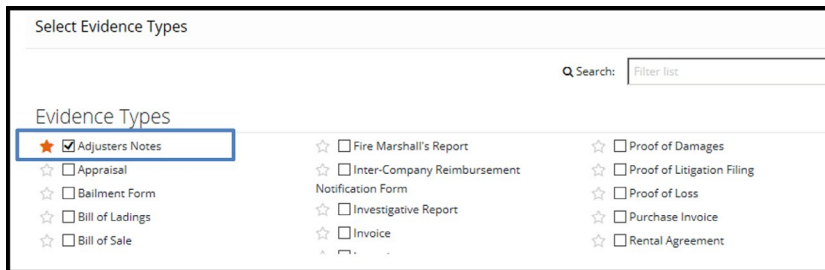 Select Evidence Types
Search:
Filter list
Evidence Types
Adjusters Notes
Appraisal
Bailment Form
Bill of Ladings
Bill of Sale
Fire Marshall's Report
Inter-Company Reimbursement
Notification Form
Investigative Report
Invoice
Proof of Damages
Proof of Litigation Filing
Proof of Loss
Purchase Invoice
Rental Agreement